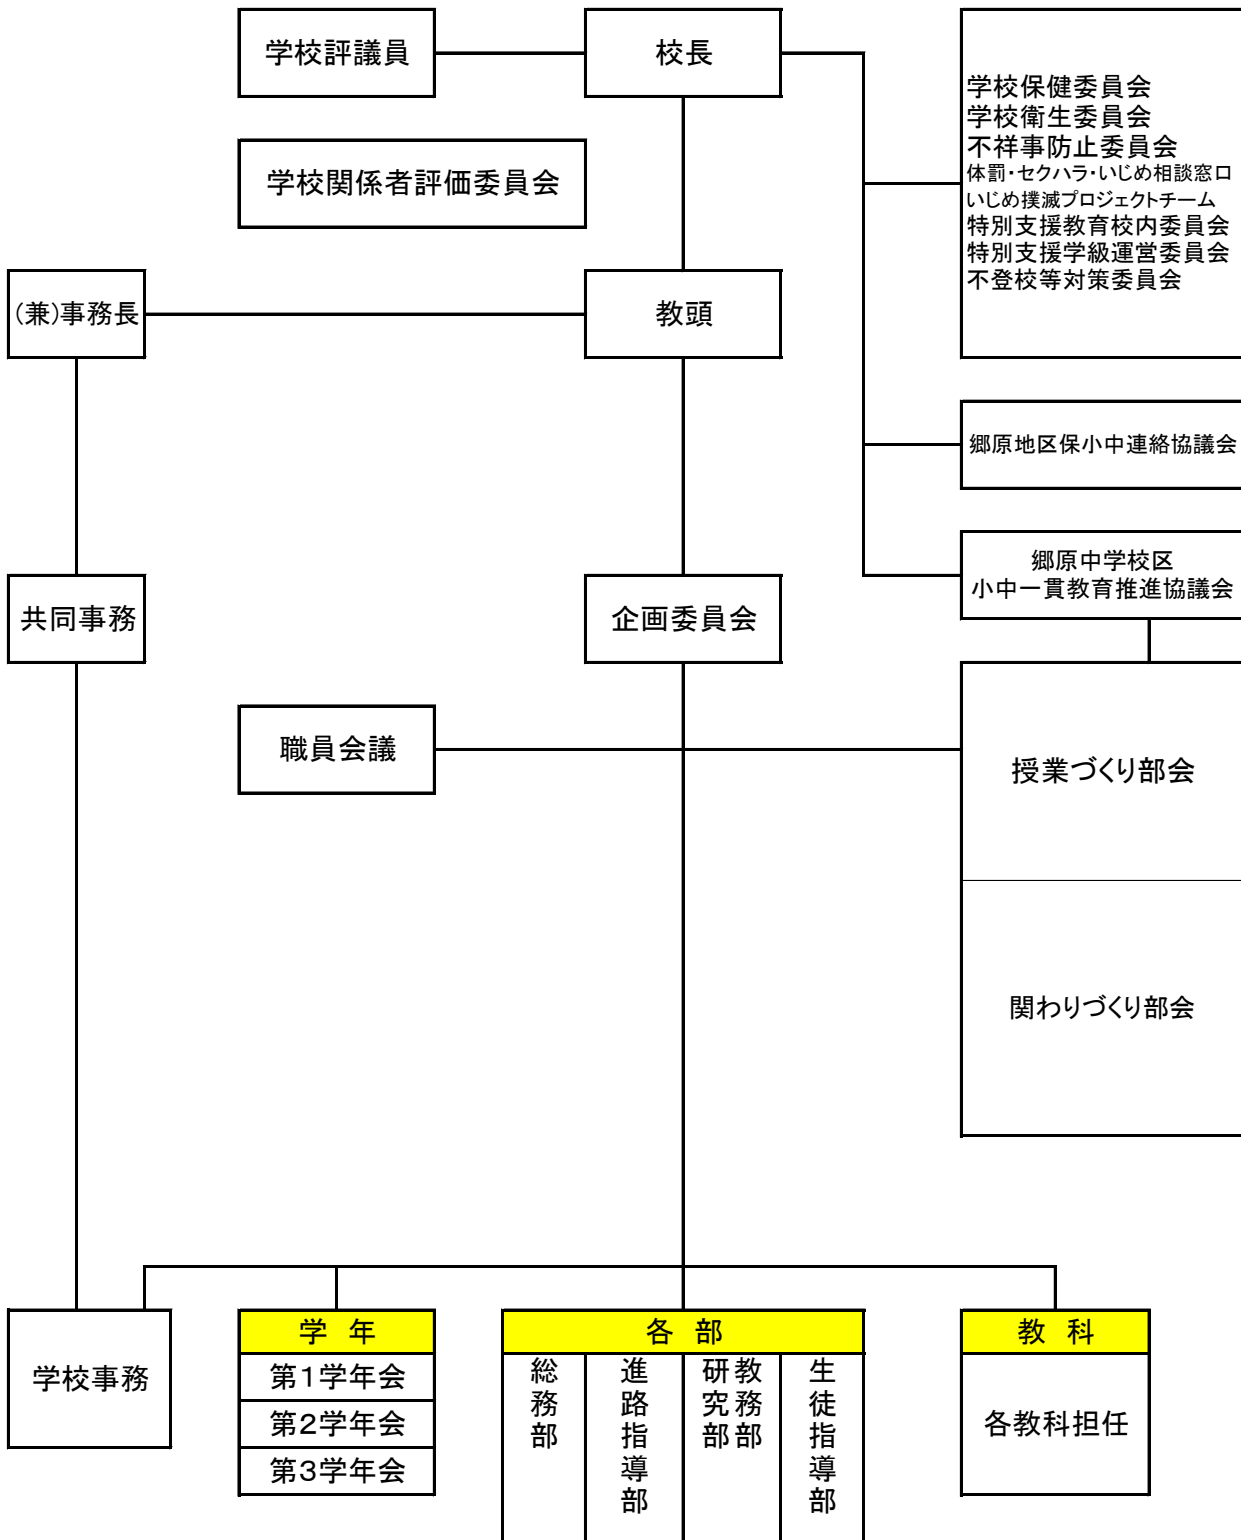 学校評議員
校長
学校保健委員会
学校衛生委員会
不祥事防止委員会
体罰・セクハラ・いじめ相談窓口
いじめ撲滅プロジェクトチーム
特別支援教育校内委員会
特別支援学級運営委員会
不登校等対策委員会
学校関係者評価委員会
(兼)事務長
教頭
郷原地区保小中連絡協議会
郷原中学校区
小中一貫教育推進協議会
共同事務
企画委員会
職員会議
授業づくり部会
関わりづくり部会
学校事務
学 年
第1学年会
第2学年会
第3学年会
各 部
総務部
進路指導部
教務部
研究部
生徒指導部
教 科
各教科担任